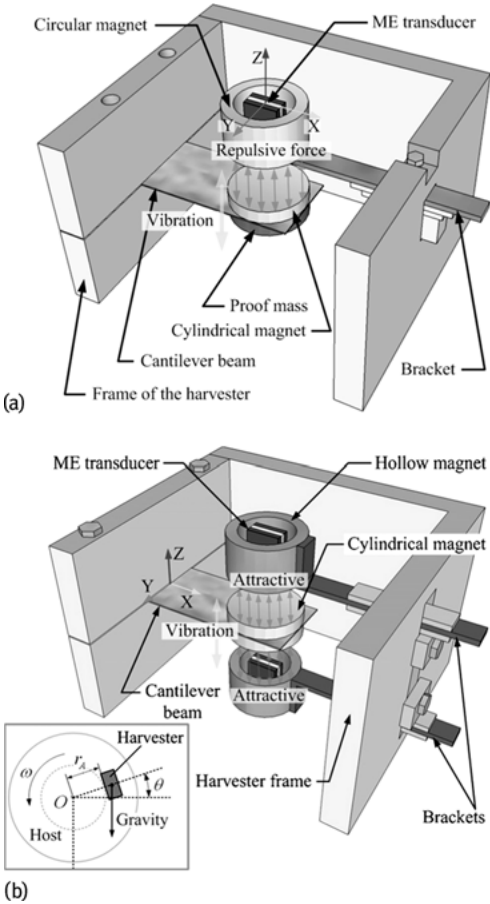 Circular magnet
ME transducer
Z
Y
X
Repulsive force
Vibration
Proof mass
Cylindrical magnet
Cantilever beam
Bracket
Frame of the harvester
(a)
ME transducer
Hollow magnet
Cylindrical magnet
Z
Y
X
Attractive
Vibration
Attractive
Cantilever
beam
Harvester frame
Brackets
Harvester
r_A
ω
θ
O
Gravity
Host
(b)